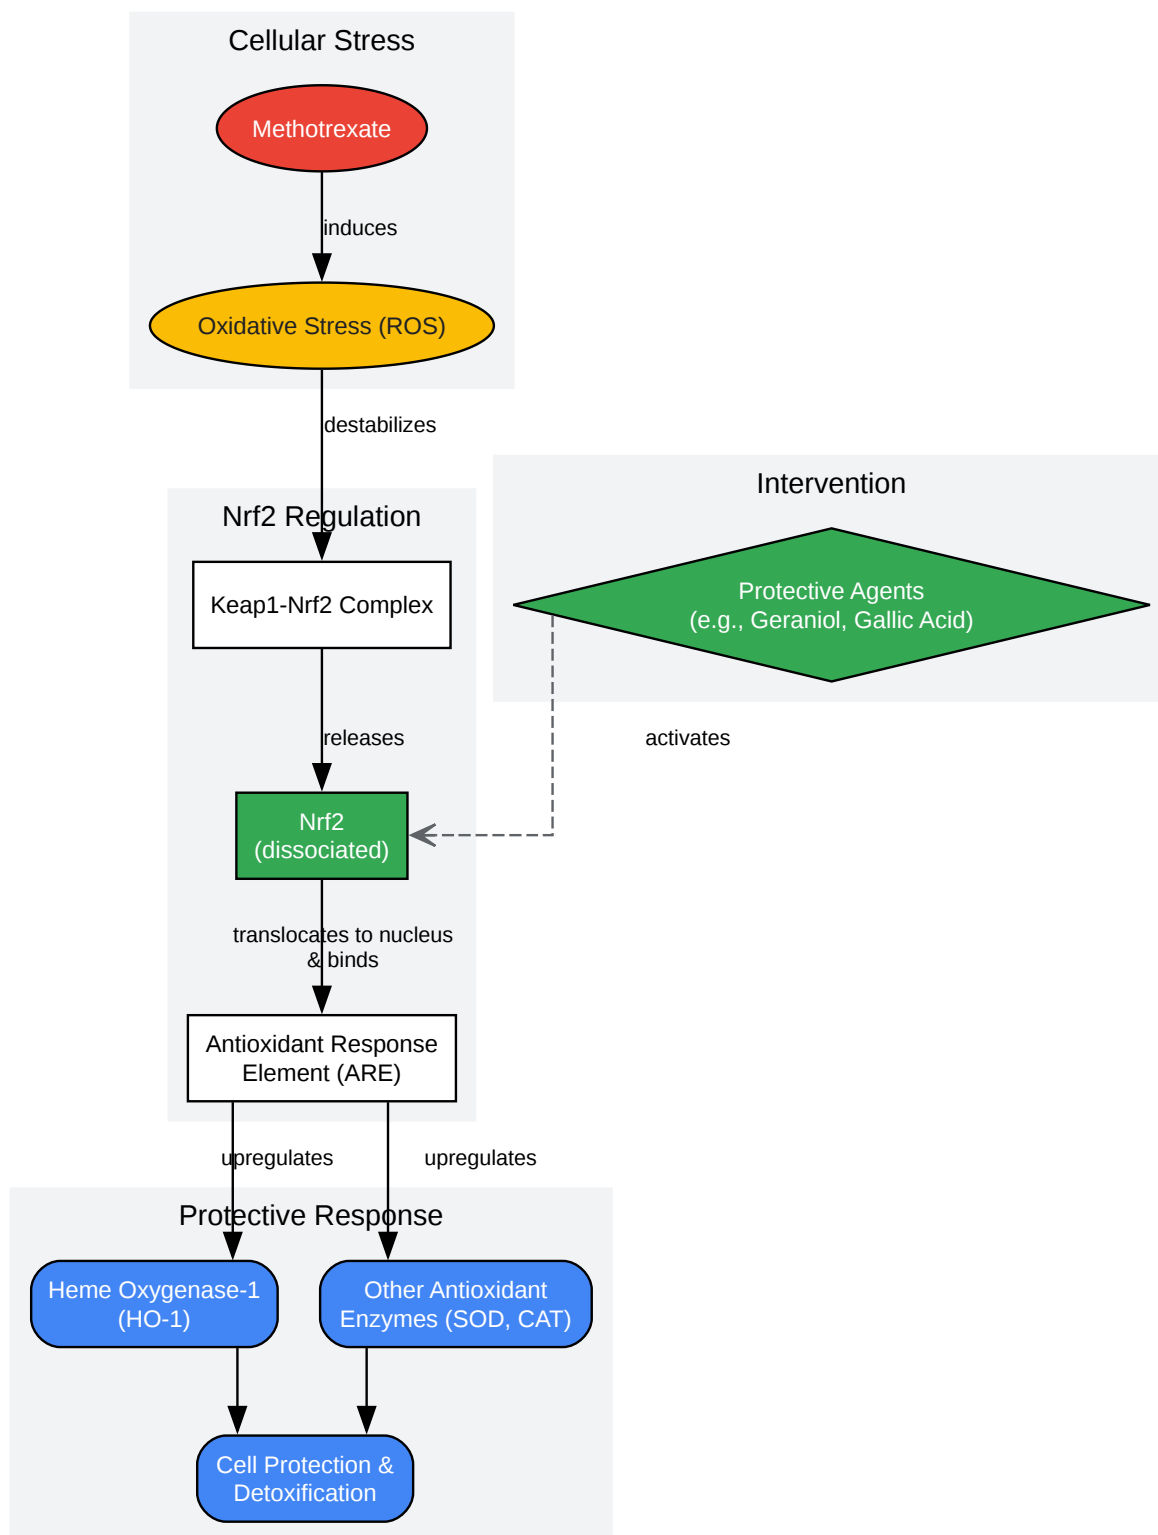 Cellular Stress
Methotrexate
induces
Oxidative Stress (ROS)
destabilizes
Intervention
Nrf2 Regulation
Protective Agents
(e.g., Geraniol, Gallic Acid)
Keap1-Nrf2 Complex
releases
activates
Nrf2
(dissociated)
translocates to nucleus
& binds
Antioxidant Response
Element (ARE)
upregulates
upregulates
Protective Response
Heme Oxygenase-1
(HO-1)
Other Antioxidant
Enzymes (SOD, CAT)
Cell Protection &
Detoxification